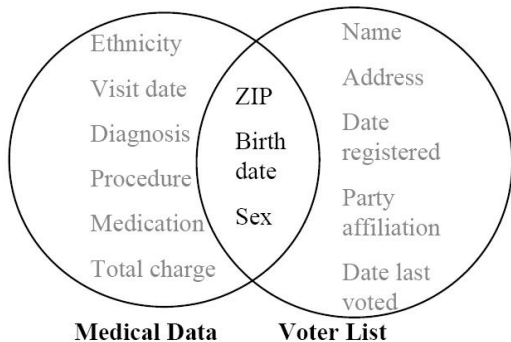 Ethnicity
Visit date
Diagnosis
Procedure
Medication
Total charge
ZIP
Birth
date
Sex
Name
Address
Date
registered
Party
affiliation
Date last
voted
Medical Data
Voter List